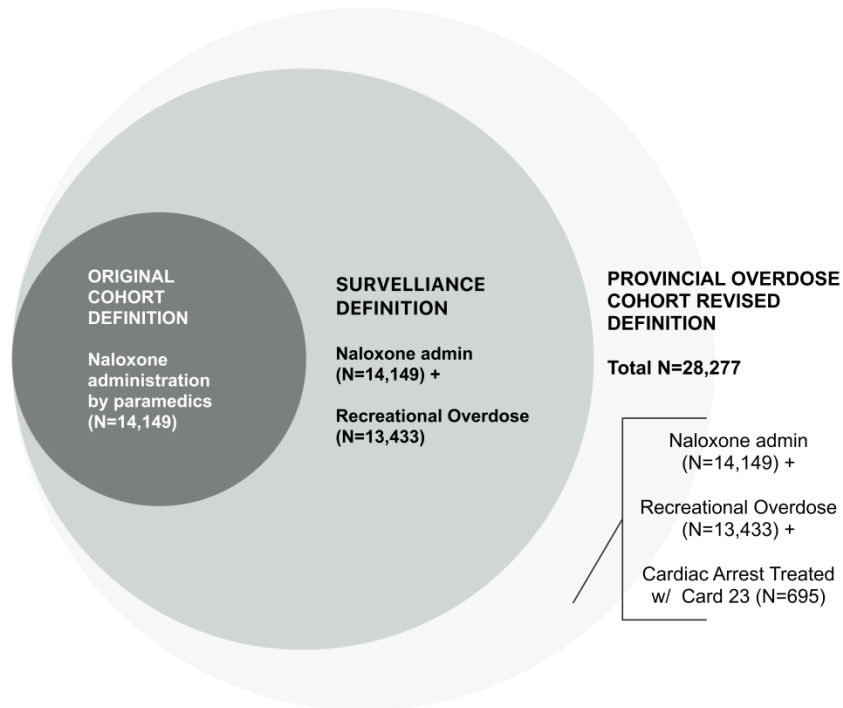 ORIGINAL
COHORT
DEFINITION
Naloxone
administration
by paramedics
(N=14,149)
SURVELLIANCE
DEFINITION
Naloxone admin
(N=14,149) +
Recreational Overdose
(N=13,433)
PROVINCIAL OVERDOSE
COHORT REVISED
DEFINITION
Total N=28,277
Naloxone admin
(N=14,149) +
Recreational Overdose
(N=13,433) +
Cardiac Arrest Treated
w/ Card 23 (N=695)